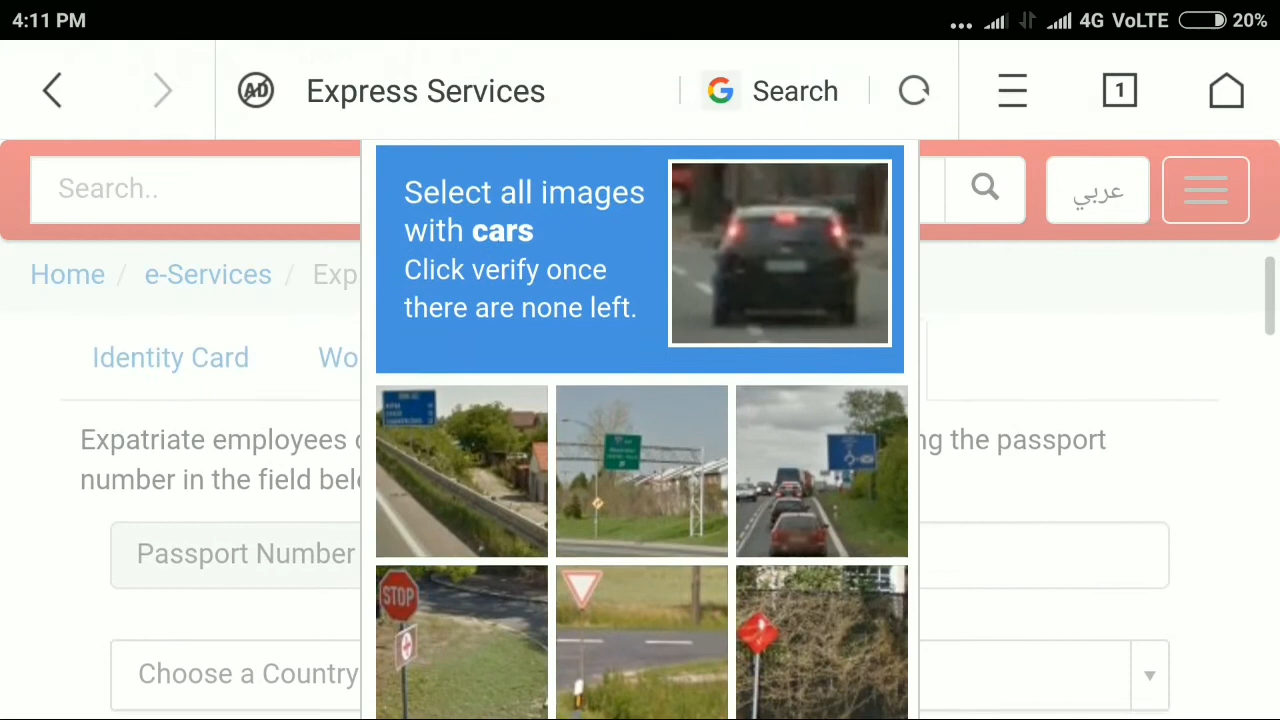 4:11 PM
4G VoLTE 20%
AD Express Services
G Search
1
Search..
عربي
Select all images
with cars
Click verify once
there are none left.
Home / e-Services / Exp
Identity Card
Wo
Expatriate employees
ng the passport
number in the field bel
Passport Number
Choose a Country
STOP